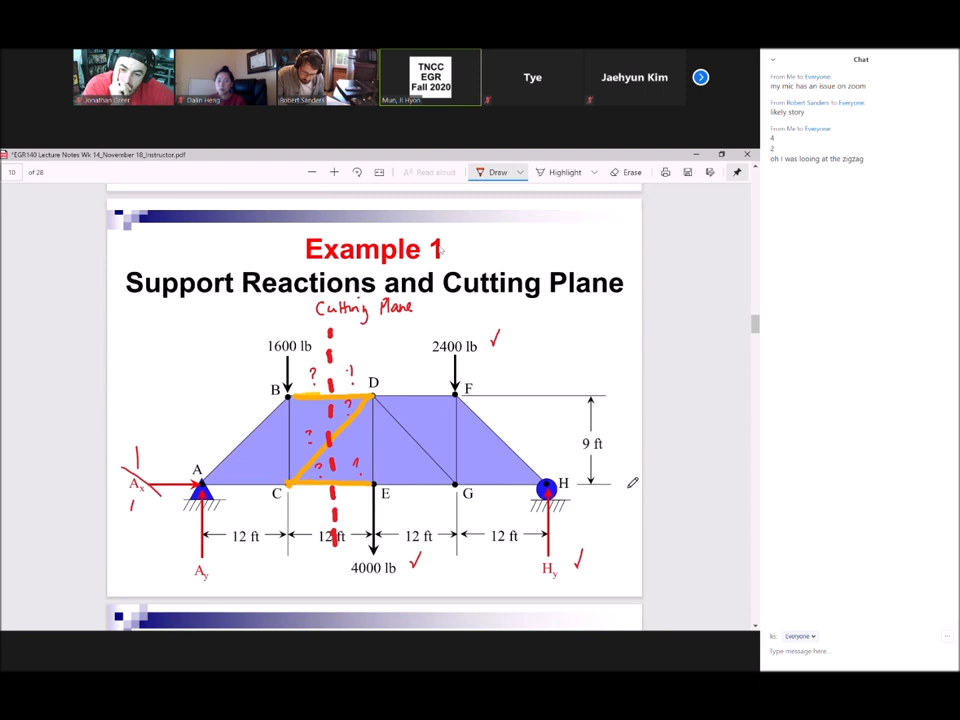 TNCC
EGR
Fall 2020
Tye
Jaehyun Kim
Jonathan Greer
Dalin Heng
Robert Sanders
Mun, Ji Hyon
Chat
From Me to Everyone:
my mic has an issue on zoom
From Robert Sanders to Everyone:
likely story
From Me to Everyone:
4
2
oh i was looing at the zigzag
*EGR140 Lecture Notes Wk 14_November 18_Instructor.pdf
10 of 28
Read aloud
Draw
Highlight
Erase
Example 1
Support Reactions and Cutting Plane
Cutting Plane
1600 lb
2400 lb
? ?
B
D
F
?
?
9 ft
? ?
A
Ax
C
E
G
H
12 ft
12 ft
12 ft
12 ft
Ay
4000 lb
Hy
To: Everyone
Type message here...